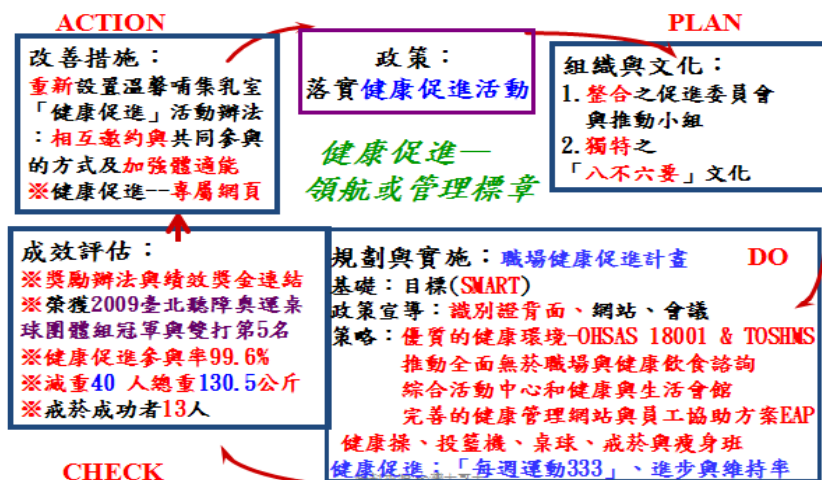 ACTION
PLAN
改善措施：
重新設置溫馨哺集乳室
「健康促進」活動辦法
：相互邀約與共同參與
的方式及加強體適能
※健康促進--專屬網頁
政策：
落實健康促進活動
組織與文化：
1.整合之促進委員會
與推動小組
2.獨特之
「八不六要」文化
健康促進—
領航或管理標章
成效評估：
※獎勵辦法與績效獎金連結
※榮獲2009臺北聽障奧運桌
球團體組冠軍與雙打第5名
※健康促進參與率99.6%
※減重40 人總重130.5公斤
※戒菸成功者13人
CHECK
規劃與實施：職場健康促進計畫
DO
基礎：目標(SMART)
政策宣導：識別證背面、網站、會議
策略：優質的健康環境-OHSAS 18001 & TOSHMS
推動全面無菸職場與健康飲食諮詢
綜合活動中心和健康與生活會館
完善的健康管理網站與員工協助方案EAP
健康操、投籃機、桌球、戒菸與瘦身班
健康促進：「每週運動333」、進步與維持率